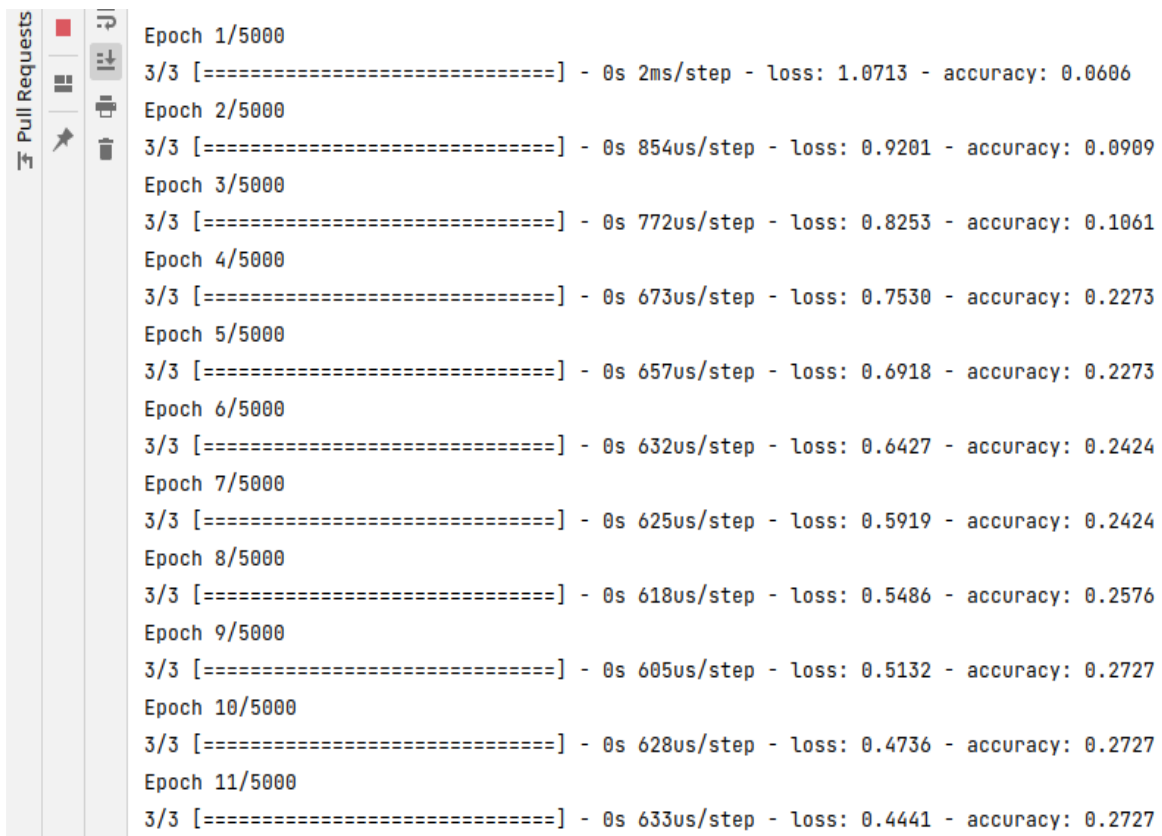 Pull Requests
Epoch 1/5000
3/3 [==============================] - 0s 2ms/step - loss: 1.0713 - accuracy: 0.0606
Epoch 2/5000
3/3 [==============================] - 0s 854us/step - loss: 0.9201 - accuracy: 0.0909
Epoch 3/5000
3/3 [==============================] - 0s 772us/step - loss: 0.8253 - accuracy: 0.1061
Epoch 4/5000
3/3 [==============================] - 0s 673us/step - loss: 0.7530 - accuracy: 0.2273
Epoch 5/5000
3/3 [==============================] - 0s 657us/step - loss: 0.6918 - accuracy: 0.2273
Epoch 6/5000
3/3 [==============================] - 0s 632us/step - loss: 0.6427 - accuracy: 0.2424
Epoch 7/5000
3/3 [==============================] - 0s 625us/step - loss: 0.5919 - accuracy: 0.2424
Epoch 8/5000
3/3 [==============================] - 0s 618us/step - loss: 0.5486 - accuracy: 0.2576
Epoch 9/5000
3/3 [==============================] - 0s 605us/step - loss: 0.5132 - accuracy: 0.2727
Epoch 10/5000
3/3 [==============================] - 0s 628us/step - loss: 0.4736 - accuracy: 0.2727
Epoch 11/5000
3/3 [==============================] - 0s 633us/step - loss: 0.4441 - accuracy: 0.2727